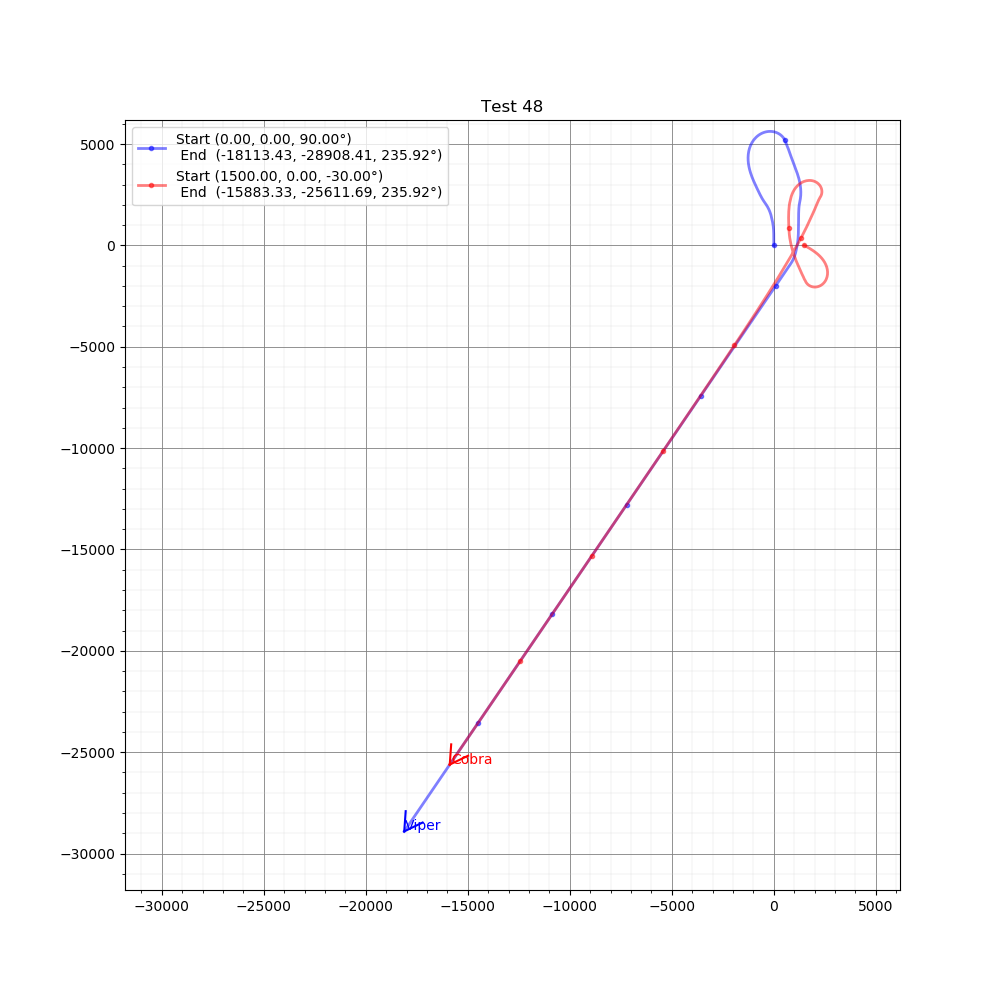 Test 48
Start (0.00, 0.00, 90.00°)
End (-18113.43, -28908.41, 235.92°)
Start (1500.00, 0.00, -30.00°)
End (-15883.33, -25611.69, 235.92°)
5000
0
−5000
−10000
−15000
−20000
−25000
−30000
Cobra
Viper
−30000 −25000 −20000 −15000 −10000 −5000 0 5000